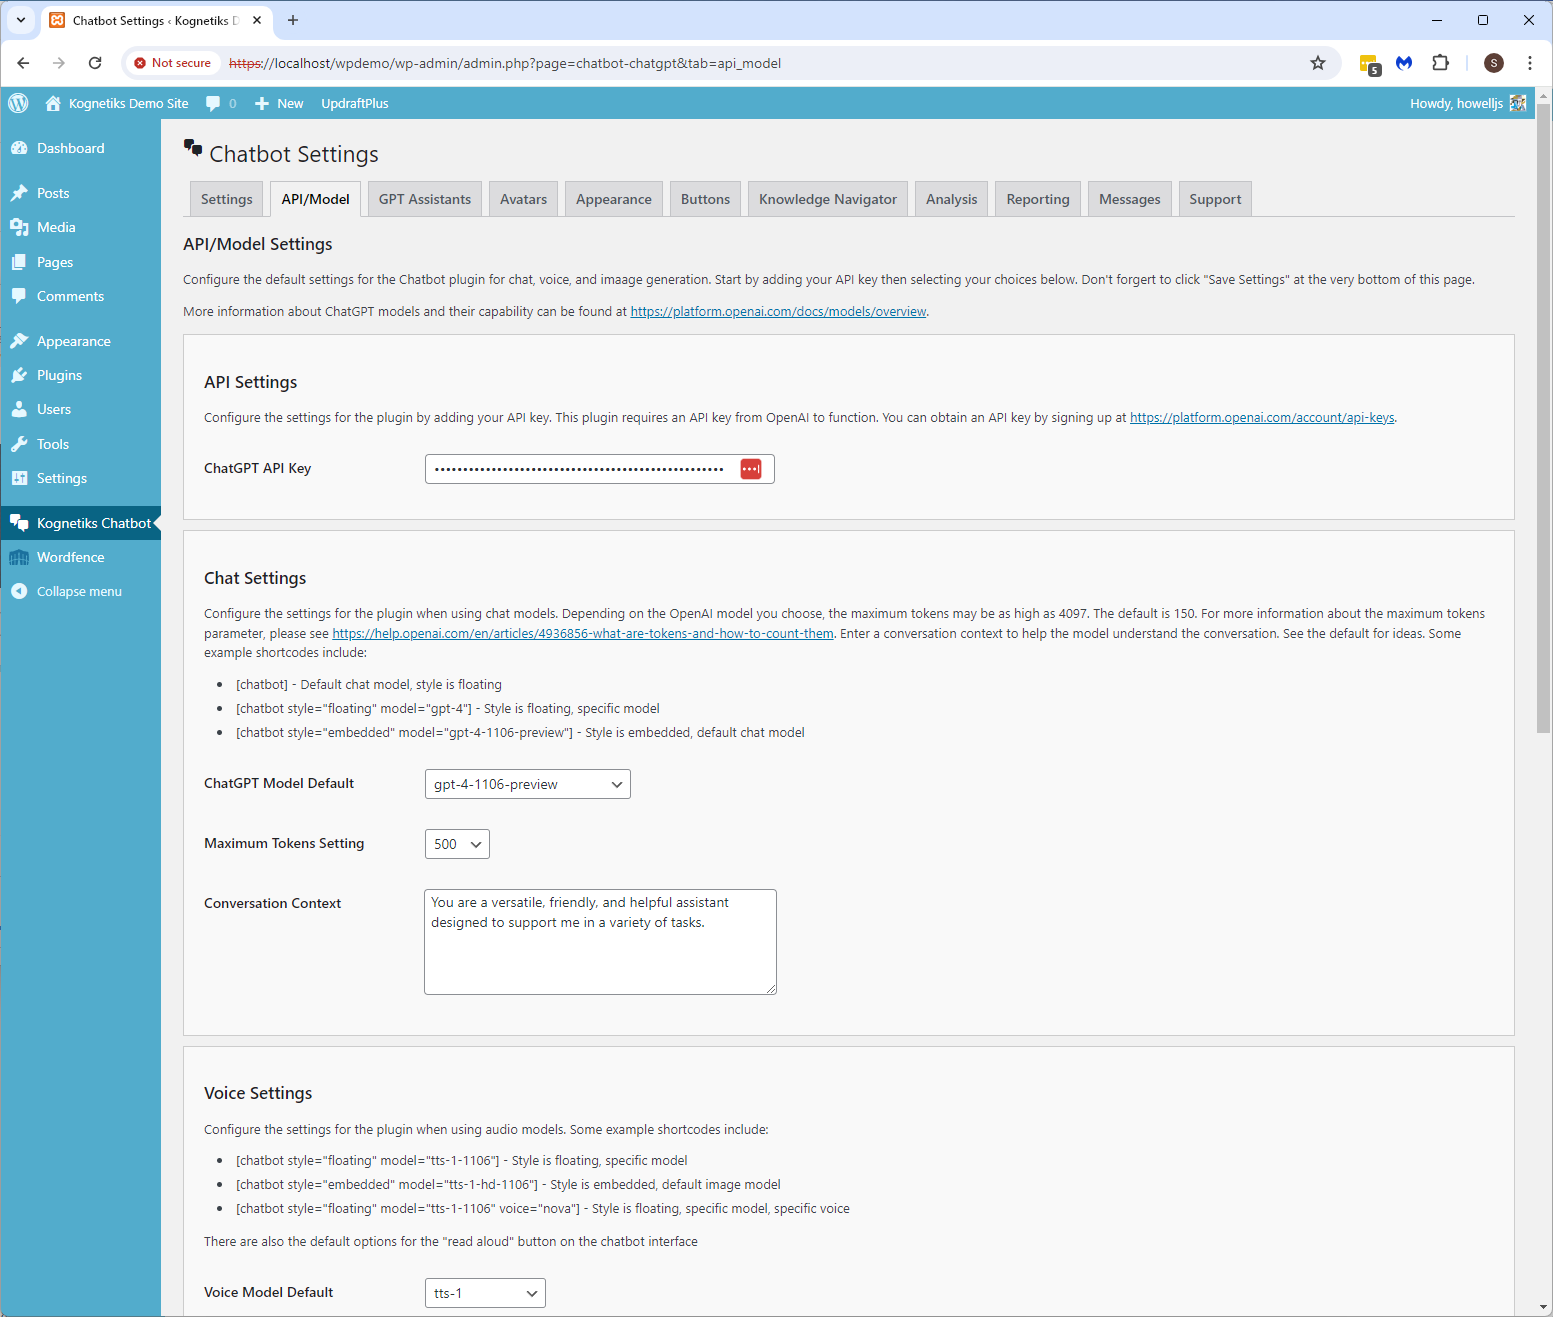 Chatbot Settings ‹ Kognetiks D
Not secure
https://localhost/wpdemo/wp-admin/admin.php?page=chatbot-chatgpt&tab=api_model
5
S
Kognetiks Demo Site
0
New
UpdraftPlus
Howdy, howelljs
Dashboard
Posts
Media
Pages
Comments
Appearance
Plugins
Users
Tools
Settings
Kognetiks Chatbot
Wordfence
Collapse menu
Chatbot Settings
Settings
API/Model
GPT Assistants
Avatars
Appearance
Buttons
Knowledge Navigator
Analysis
Reporting
Messages
Support
API/Model Settings
Configure the default settings for the Chatbot plugin for chat, voice, and imaage generation. Start by adding your API key then selecting your choices below. Don't forgert to click "Save Settings" at the very bottom of this page.
More information about ChatGPT models and their capability can be found at https://platform.openai.com/docs/models/overview.
API Settings
Configure the settings for the plugin by adding your API key. This plugin requires an API key from OpenAI to function. You can obtain an API key by signing up at https://platform.openai.com/account/api-keys.
ChatGPT API Key
Chat Settings
Configure the settings for the plugin when using chat models. Depending on the OpenAI model you choose, the maximum tokens may be as high as 4097. The default is 150. For more information about the maximum tokens
parameter, please see https://help.openai.com/en/articles/4936856-what-are-tokens-and-how-to-count-them. Enter a conversation context to help the model understand the conversation. See the default for ideas. Some
example shortcodes include:
• [chatbot] - Default chat model, style is floating
• [chatbot style="floating" model="gpt-4"] - Style is floating, specific model
• [chatbot style="embedded" model="gpt-4-1106-preview"] - Style is embedded, default chat model
ChatGPT Model Default
gpt-4-1106-preview
Maximum Tokens Setting
500
Conversation Context
You are a versatile, friendly, and helpful assistant
designed to support me in a variety of tasks.
Voice Settings
Configure the settings for the plugin when using audio models. Some example shortcodes include:
• [chatbot style="floating" model="tts-1-1106"] - Style is floating, specific model
• [chatbot style="embedded" model="tts-1-hd-1106"] - Style is embedded, default image model
• [chatbot style="floating" model="tts-1-1106" voice="nova"] - Style is floating, specific model, specific voice
There are also the default options for the "read aloud" button on the chatbot interface
Voice Model Default
tts-1